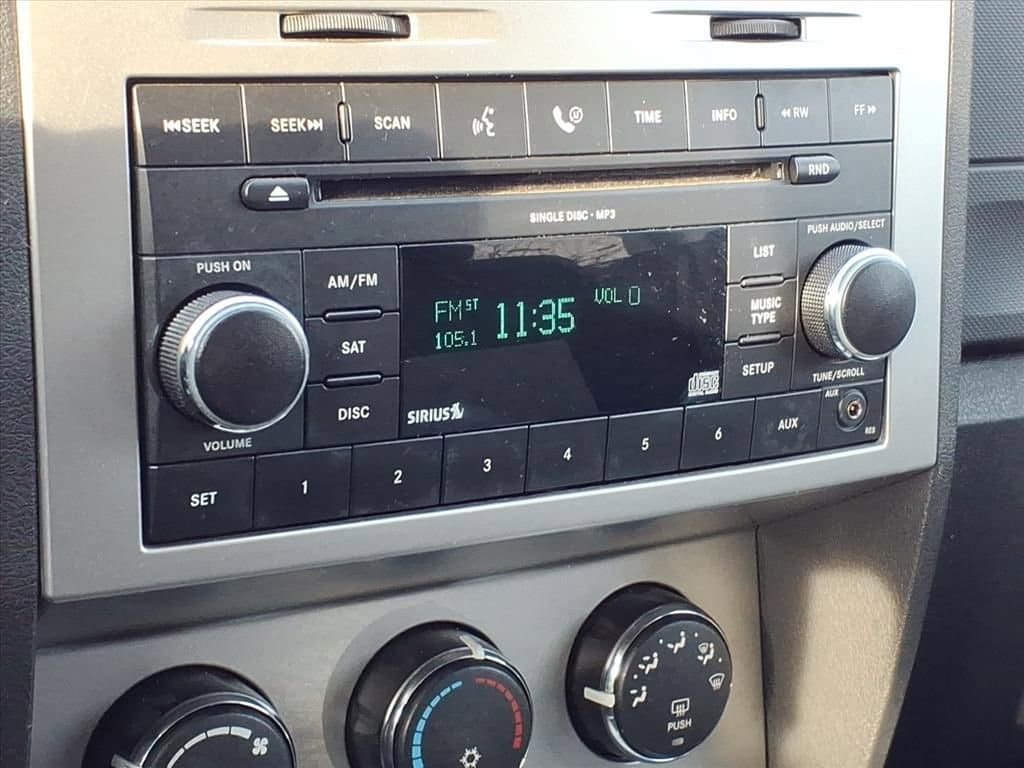 SEEK SEEK SCAN TIME INFO RW FF
RND
SINGLE DISC • MP3
PUSH AUDIO/SELECT
PUSH ON
AM/FM
LIST
FM ST 11:35 VOL 0
105.1
MUSIC
TYPE
SAT
SETUP
disc
TUNE/SCROLL
DISC
SIRIUS
AUX
VOLUME
SET 1 2 3 4 5 6 AUX
PUSH